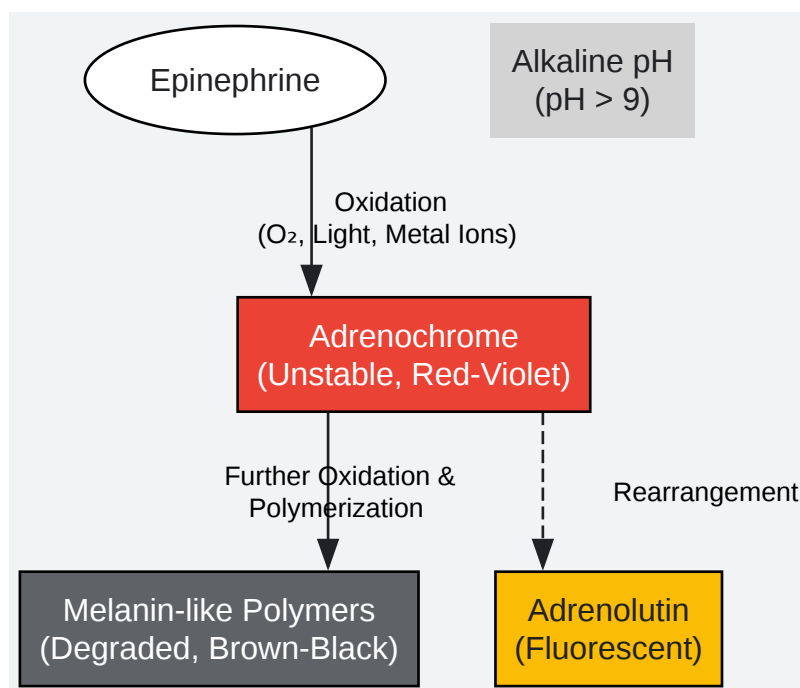 Epinephrine
Alkaline pH
(pH > 9)
Oxidation
(O₂, Light, Metal Ions)
Adrenochrome
(Unstable, Red-Violet)
Further Oxidation &
Polymerization
Rearrangement
Melanin-like Polymers
(Degraded, Brown-Black)
Adrenolutin
(Fluorescent)